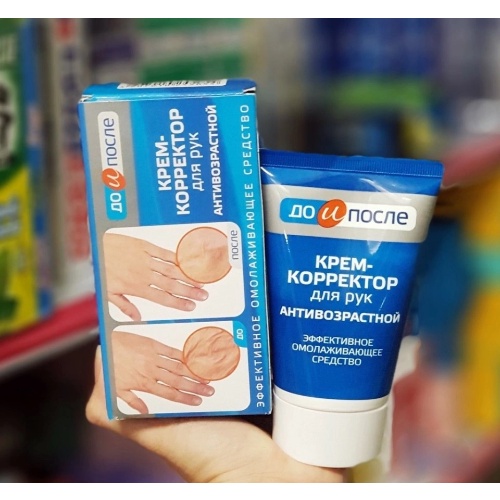 ДО И ПОСЛЕ
КРЕМ-
КОРРЕКТОР
для рук
АНТИВОЗРАСТНОЙ
ЭФФЕКТИВНОЕ ОМОЛАЖИВАЮЩЕЕ СРЕДСТВО
ПОСЛЕ
ДО
ДО И ПОСЛЕ
КРЕМ-
КОРРЕКТОР
для рук
АНТИВОЗРАСТНОЙ
ЭФФЕКТИВНОЕ
ОМОЛАЖИВАЮЩЕЕ
СРЕДСТВО